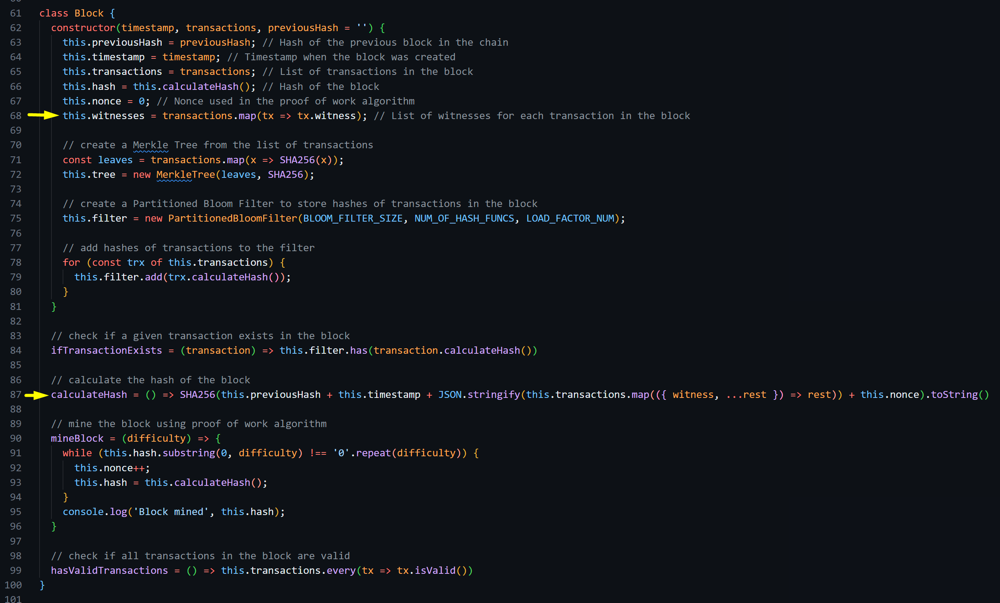 61 class Block {
62 constructor(timestamp, transactions, previousHash = '') {
63 this.previousHash = previousHash; // Hash of the previous block in the chain
64 this.timestamp = timestamp; // Timestamp when the block was created
65 this.transactions = transactions; // List of transactions in the block
66 this.hash = this.calculateHash(); // Hash of the block
67 this.nonce = 0; // Nonce used in the proof of work algorithm
68 this.witnesses = transactions.map(tx => tx.witness); // List of witnesses for each transaction in the block
69
70 // create a Merkle Tree from the list of transactions
71 const leaves = transactions.map(x => SHA256(x));
72 this.tree = new MerkleTree(leaves, SHA256);
73
74 // create a Partitioned Bloom Filter to store hashes of transactions in the block
75 this.filter = new PartitionedBloomFilter(BLOOM_FILTER_SIZE, NUM_OF_HASH_FUNCS, LOAD_FACTOR_NUM);
76
77 // add hashes of transactions to the filter
78 for (const trx of this.transactions) {
79 this.filter.add(trx.calculateHash());
80 }
81 }
82
83 // check if a given transaction exists in the block
84 ifTransactionExists = (transaction) => this.filter.has(transaction.calculateHash())
85
86 // calculate the hash of the block
87 calculateHash = () => SHA256(this.previousHash + this.timestamp + JSON.stringify(this.transactions.map(({ witness, ...rest }) => rest)) + this.nonce).toString()
88
89 // mine the block using proof of work algorithm
90 mineBlock = (difficulty) => {
91 while (this.hash.substring(0, difficulty) !== '0'.repeat(difficulty)) {
92 this.nonce++;
93 this.hash = this.calculateHash();
94 }
95 console.log('Block mined', this.hash);
96 }
97
98 // check if all transactions in the block are valid
99 hasValidTransactions = () => this.transactions.every(tx => tx.isValid())
100 }
101